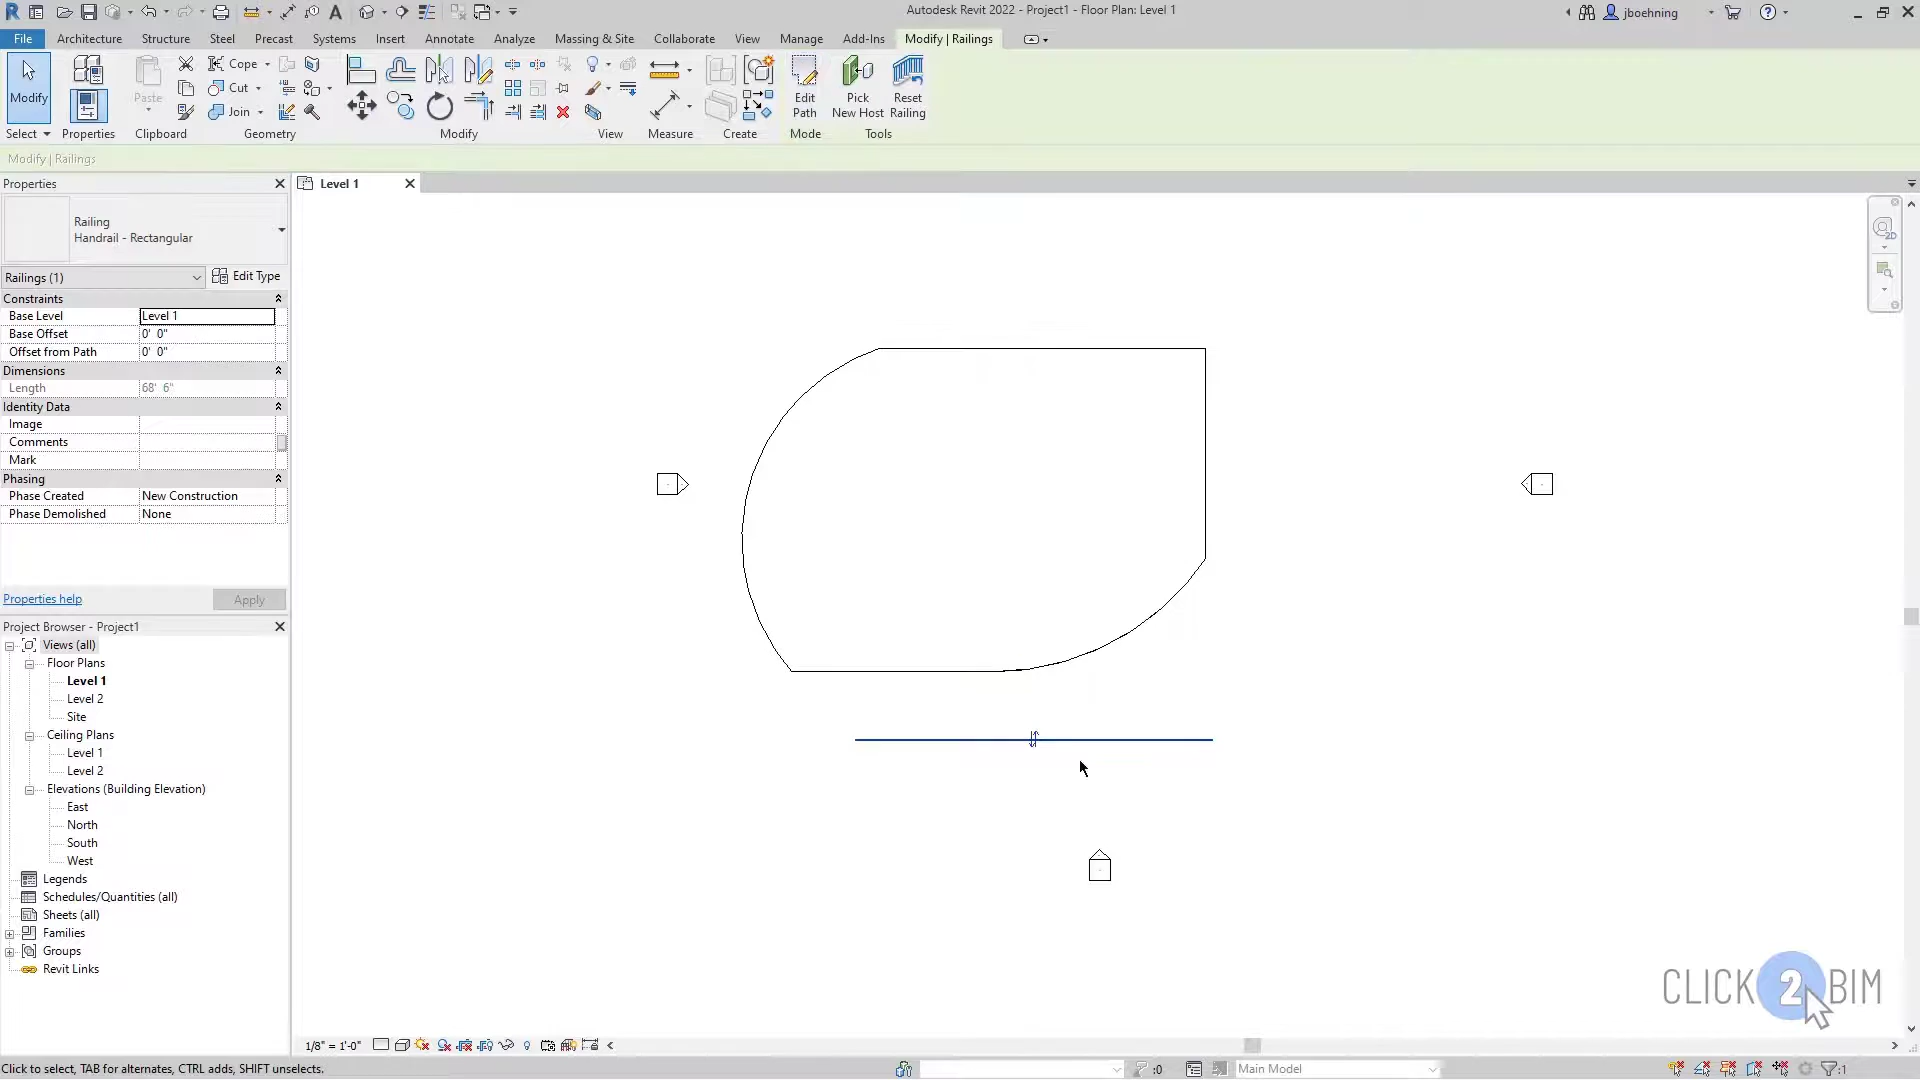 Autodesk Revit 2022 - Project1 - Floor Plan: Level 1
jboehning
File Architecture Structure Steel Precast Systems Insert Annotate Analyze Massing & Site Collaborate View Manage Add-Ins Modify | Railings
Modify
Paste
Cope
Cut
Join
Edit
Path
Pick
New Host
Reset
Railing
Select Properties Clipboard Geometry Modify View Measure Create Mode Tools
Modify | Railings
Properties
Level 1
Railing
Handrail - Rectangular
Railings (1)
Edit Type
Constraints
Base Level Level 1
Base Offset 0' 0"
Offset from Path 0' 0"
Dimensions
Length 68' 6"
Identity Data
Image
Comments
Mark
Phasing
Phase Created New Construction
Phase Demolished None
Properties help
Apply
Project Browser - Project1
Views (all)
Floor Plans
Level 1
Level 2
Site
Ceiling Plans
Level 1
Level 2
Elevations (Building Elevation)
East
North
South
West
Legends
Schedules/Quantities (all)
Sheets (all)
Families
Groups
Revit Links
2D
CLICK 2 BIM
1/8" = 1'-0"
Click to select, TAB for alternates, CTRL adds, SHIFT unselects.
:0
Main Model
:1